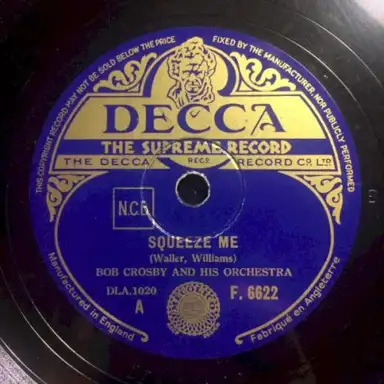 THIS COPYRIGHT RECORD MAY NOT BE SOLD BELOW THE PRICE FIXED BY THE MANUFACTURER, NOR PUBLICLY PERFORMED
DECCA
THE SUPREME RECORD
THE DECCA RECORD CO. LTD
REGD
N.C.B
SQUEEZE ME
(Waller, Williams)
BOB CROSBY AND HIS ORCHESTRA
DLA.1020
A
F. 6622
Manufactured in England
Fabriqué en Angleterre